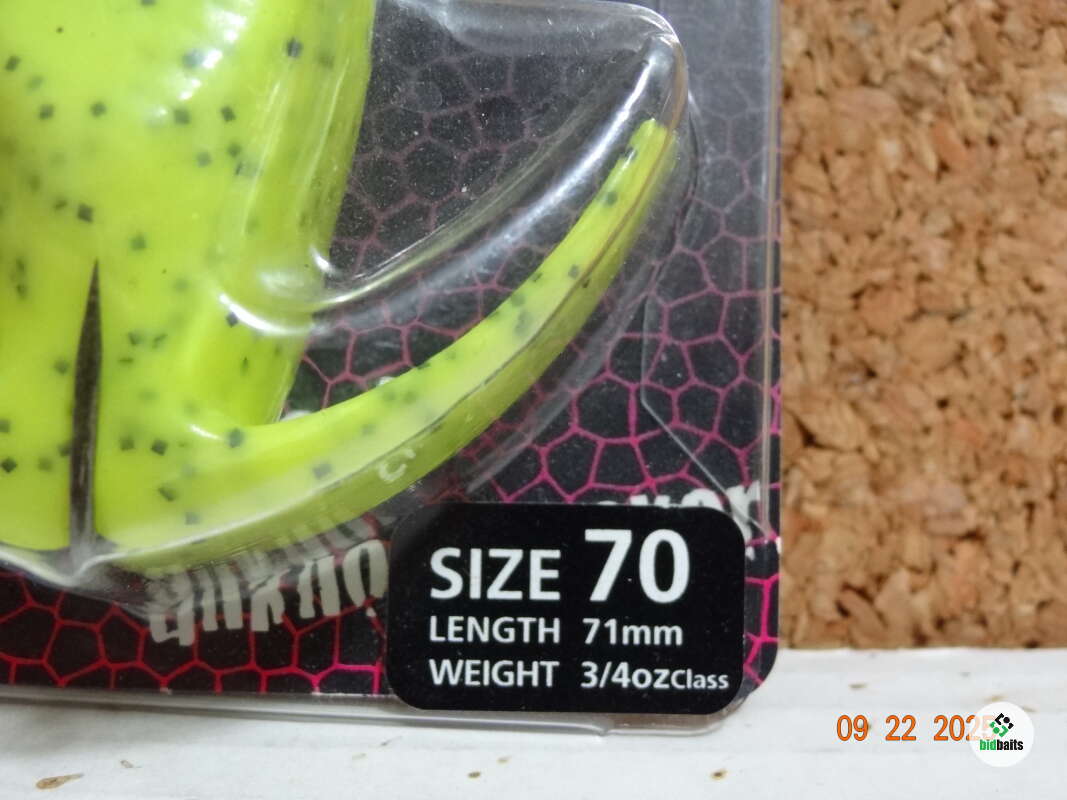 SIZE 70
LENGTH 71mm
WEIGHT 3/4ozClass
09 22 2025
bidbaits